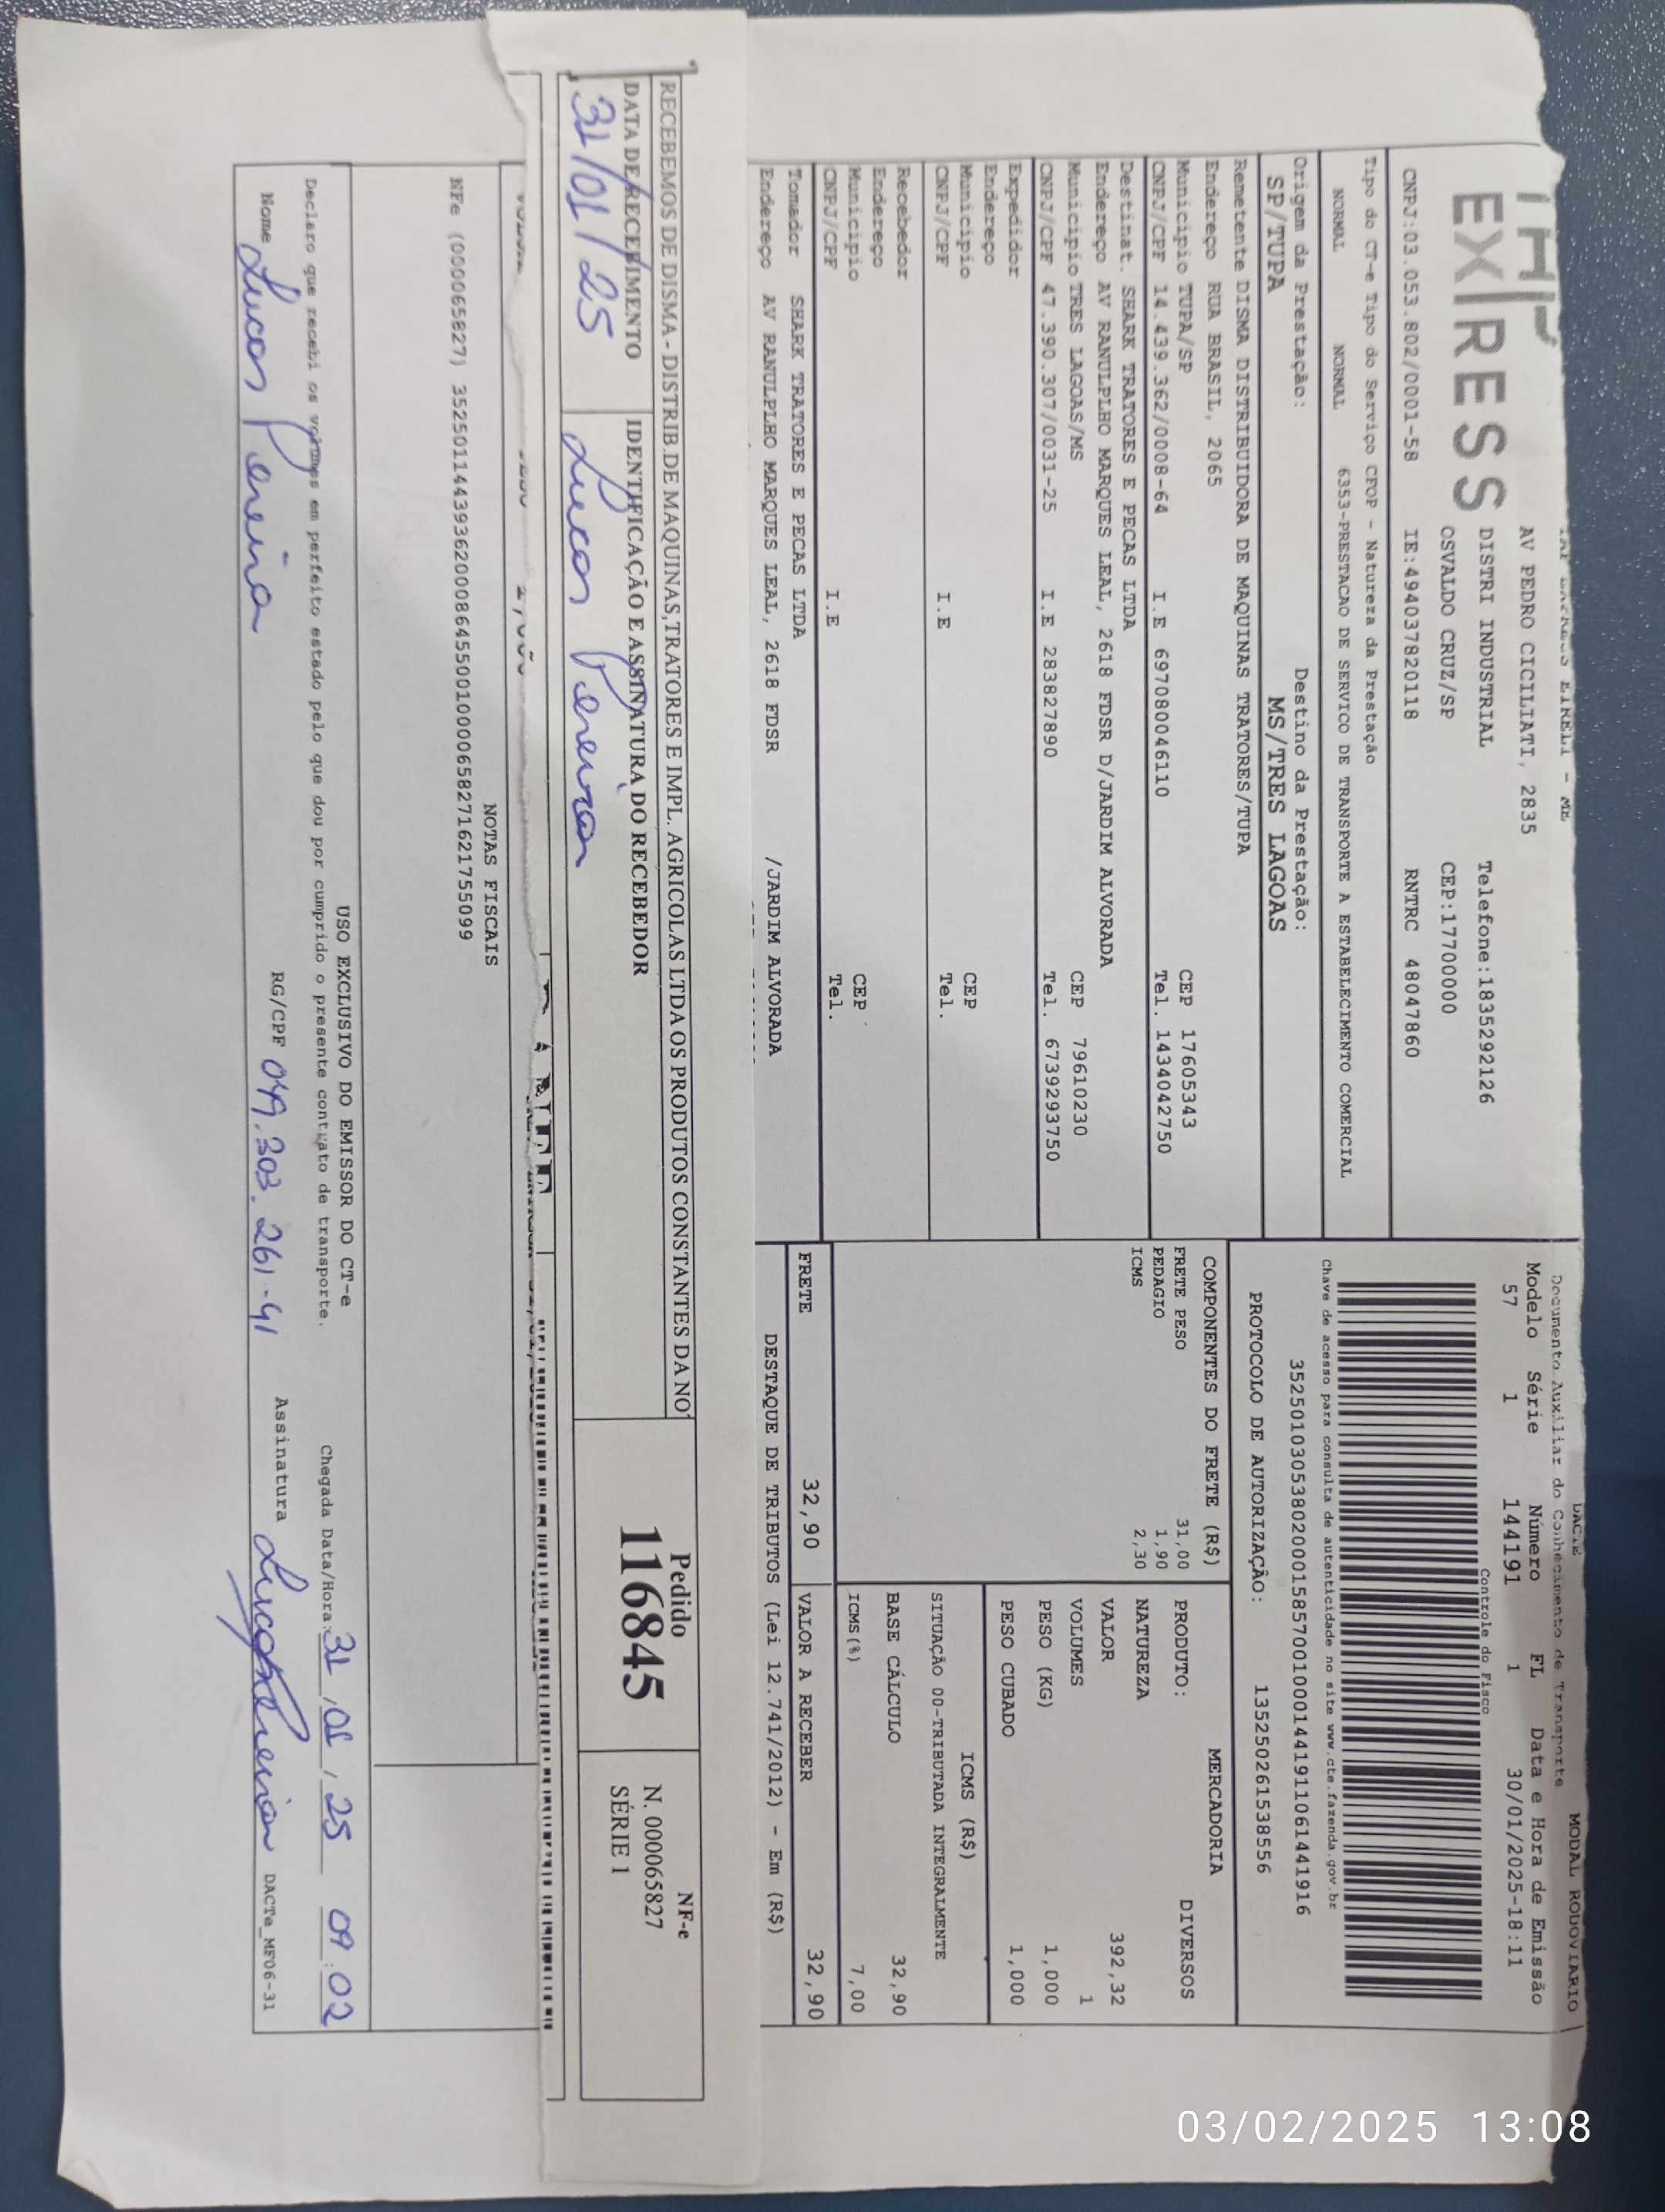 EXPRESS
AV PEDRO CICILIATI, 2835
DISTRI INDUSTRIAL Telefone:1835292126
OSVALDO CRUZ/SP CEP:17700000
CNPJ:03.053.802/0001-58 IE:494037820118 RNTRC 48047860
Tipo do CT-e Tipo do Serviço CFOP - Natureza da Prestação
NORMAL NORMAL 6353-PRESTACAO DE SERVICO DE TRANSPORTE A ESTABELECIMENTO COMERCIAL
Origem da Prestação: Destino da Prestação:
SP/TUPA MS/TRES LAGOAS
Remetente DISMA DISTRIBUIDORA DE MAQUINAS TRATORES/TUPA
Endereço RUA BRASIL, 2065
Municipio TUPA/SP CEP 17605343
CNPJ/CPF 14.439.362/0008-64 I.E 697080046110 Tel. 1434042750
Destinat. SHARK TRATORES E PECAS LTDA
Endereço AV RANULPLHO MARQUES LEAL, 2618 FDSR D/JARDIM ALVORADA
Municipio TRES LAGOAS/MS CEP 79610230
CNPJ/CPF 47.390.307/0031-25 I.E 283827890 Tel. 6739293750
Expedidor
Endereço
Municipio CEP
CNPJ/CPF I.E Tel.
Recebedor
Endereço
Municipio CEP
CNPJ/CPF I.E Tel.
Tomador SHARK TRATORES E PECAS LTDA
Endereço AV RANULPLHO MARQUES LEAL, 2618 FDSR /JARDIM ALVORADA
DACTE MODAL RODOVIARIO
Documento Auxiliar do Conhecimento de Transporte
Modelo Série Número FL Data e Hora de Emissão
57 1 144191 1 30/01/2025-18:11
Controle do Fisco
Chave de acesso para consulta de autenticidade no site www.cte.fazenda.gov.br
35250103053802000158570010001441911061441916
PROTOCOLO DE AUTORIZAÇÃO: 135250261538556
COMPONENTES DO FRETE (R$)
FRETE PESO 31,00
PEDAGIO 1,90
ICMS 2,30
MERCADORIA
PRODUTO: DIVERSOS
NATUREZA
VALOR 392,32
VOLUMES 1
PESO (KG) 1,000
PESO CUBADO 1,000
ICMS (R$)
SITUAÇÃO 00-TRIBUTADA INTEGRALMENTE
BASE CÁLCULO 32,90
ICMS(%) 7,00
FRETE 32,90 VALOR A RECEBER 32,90
DESTAQUE DE TRIBUTOS (Lei 12.741/2012) - Em (R$)
RECEBEMOS DE DISMA - DISTRIB.DE MAQUINAS,TRATORES E IMPL. AGRICOLAS LTDA OS PRODUTOS CONSTANTES DA NO
DATA DE RECEBIMENTO IDENTIFICAÇÃO E ASSINATURA DO RECEBEDOR
31/01/25 Lucas Pereira
Pedido
116845
NF-e
N. 000065827
SÉRIE 1
NOTAS FISCAIS
NFe (000065827) 35250114439362000864550010000658271621755099
USO EXCLUSIVO DO EMISSOR DO CT-e
Declaro que recebi os volumes em perfeito estado pelo que dou por cumprido o presente contrato de transporte. Chegada Data/Hora: 31/01/25 09:02
Nome Lucas Pereira RG/CPF 049.303.261-41 Assinatura Lucas Pereira DACTe_MF06-31
03/02/2025 13:08